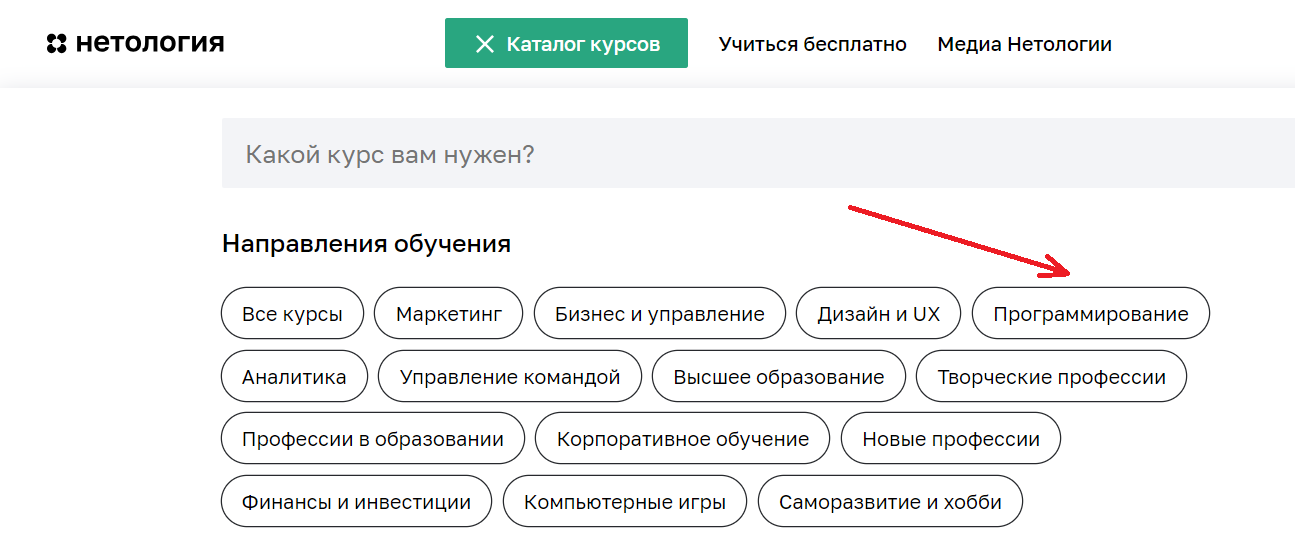 нетология
Каталог курсов
Учиться бесплатно
Медиа Нетологии
Какой курс вам нужен?
Направления обучения
Все курсы
Маркетинг
Бизнес и управление
Дизайн и UX
Программирование
Аналитика
Управление командой
Высшее образование
Творческие профессии
Профессии в образовании
Корпоративное обучение
Новые профессии
Финансы и инвестиции
Компьютерные игры
Саморазвитие и хобби